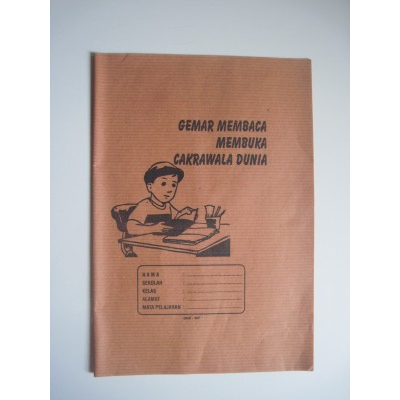 GEMAR MEMBACA
MEMBUKA
CAKRAWALA DUNIA
NAMA :
SEKOLAH :
KELAS :
ALAMAT :
MATA PELAJARAN :